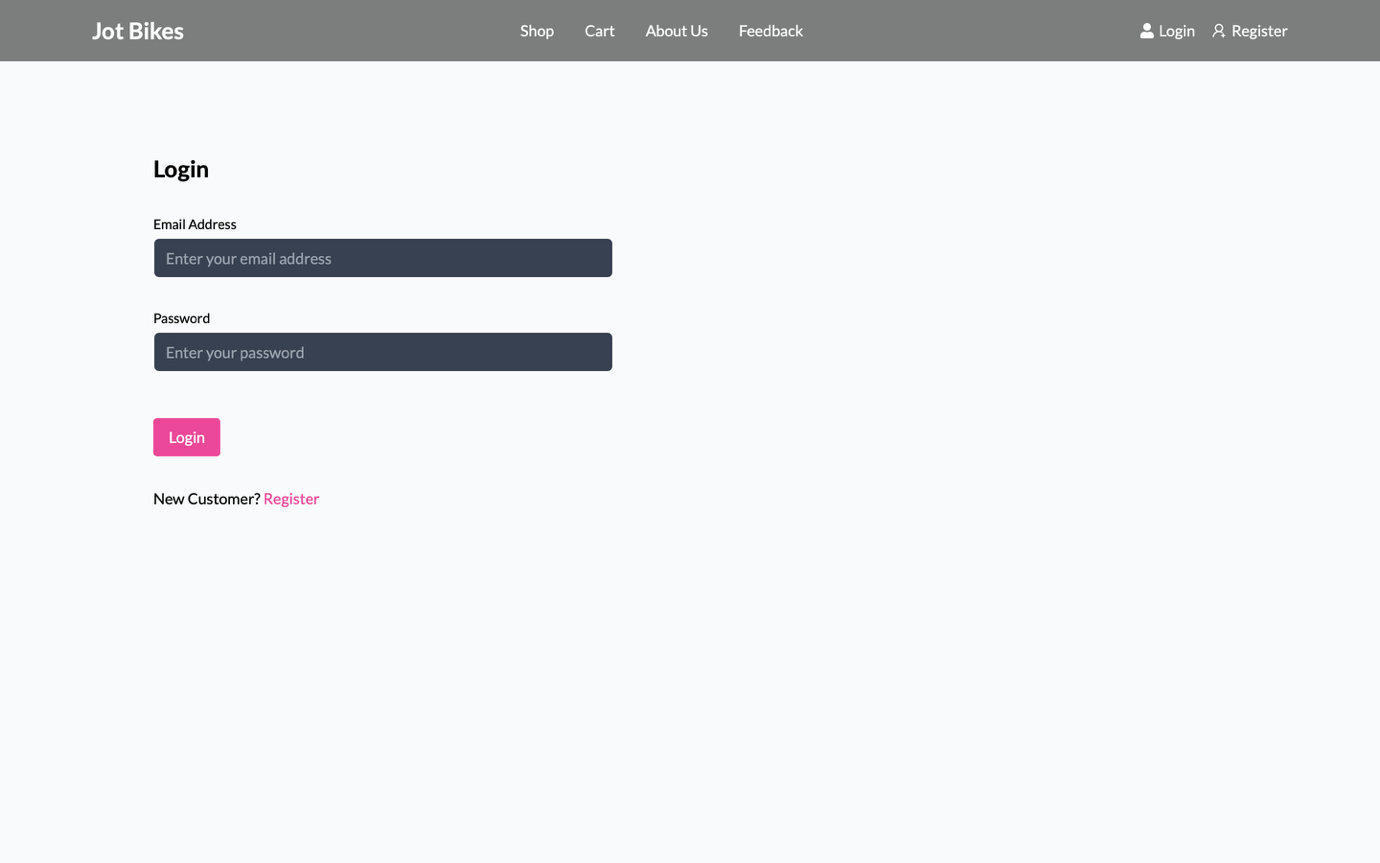 Jot Bikes Shop Cart About Us Feedback Login Register
Login
Email Address
Enter your email address
Password
Enter your password
Login
New Customer? Register